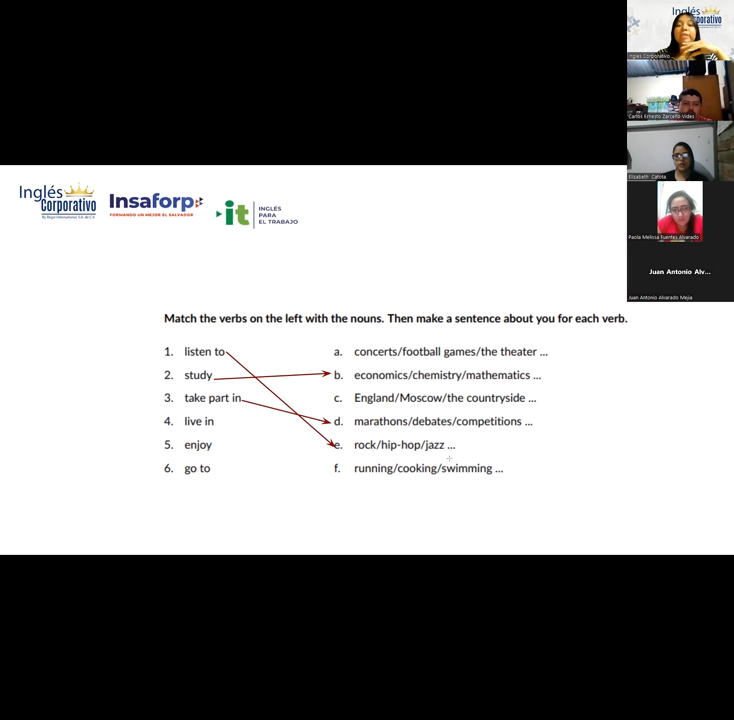 Inglés
Corporativo
Insaforp
FORMANDO UN MEJOR EL SALVADOR
it
INGLÉS
PARA
EL TRABAJO
Inglés
Ingles Corporativo
Carlos Ernesto Zarceño Vides
Elizabeth Cañota
Paola Melissa Fuentes Alvarado
Juan Antonio Alv...
Juan Antonio Alvarado Mejia
Match the verbs on the left with the nouns. Then make a sentence about you for each verb.
1. listen to
2. study
3. take part in
4. live in
5. enjoy
6. go to
a. concerts/football games/the theater ...
b. economics/chemistry/mathematics ...
c. England/Moscow/the countryside ...
d. marathons/debates/competitions ...
e. rock/hip-hop/jazz ...
f. running/cooking/swimming ...